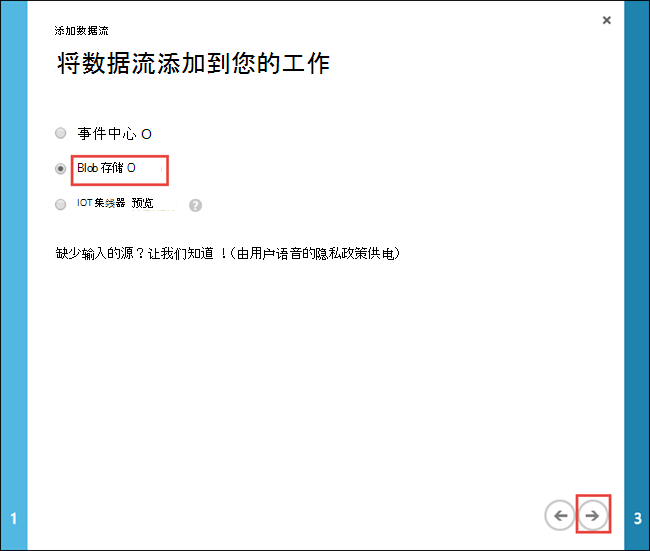 添加数据流
将数据流添加到您的工作
事件中心 O
Blob 存储 O
IOT 集线器 预览 ?
缺少输入的源？让我们知道 ！（由用户语音的隐私政策供电）
1
3